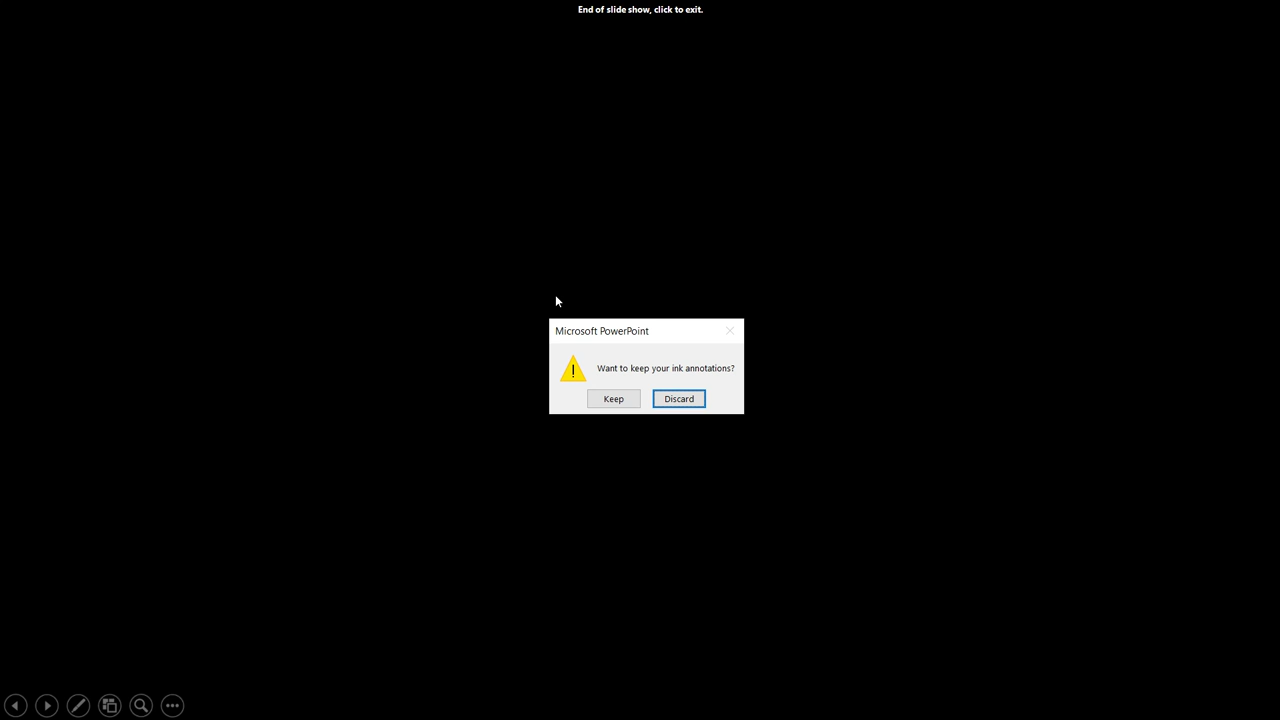 End of slide show, click to exit.
Microsoft PowerPoint
Want to keep your ink annotations?
Keep
Discard